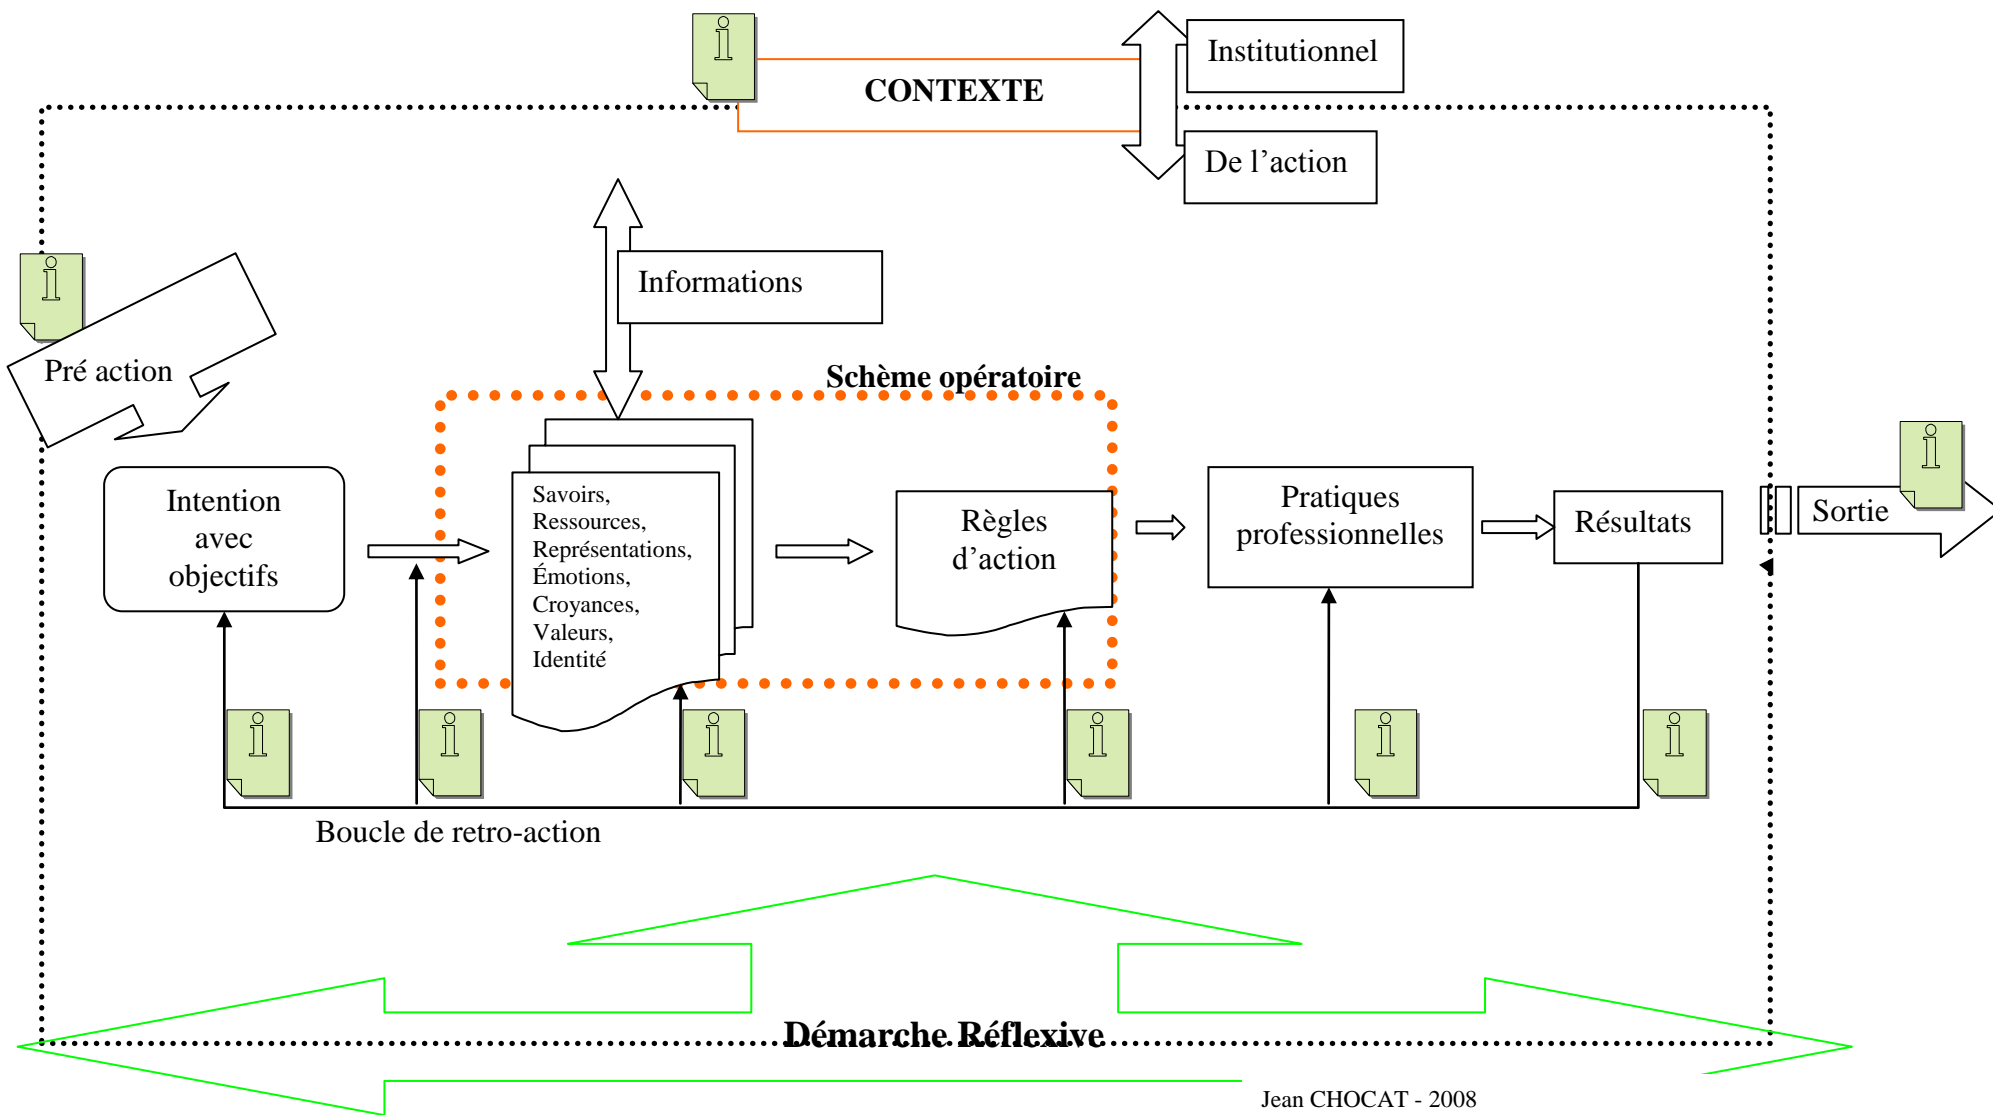 Institutionnel
CONTEXTE
De l'action
Informations
Pré action
Schème opératoire
Intention
avec
objectifs
Savoirs,
Ressources,
Représentations,
Émotions,
Croyances,
Valeurs,
Identité
Règles
d'action
Pratiques
professionnelles
Résultats
Sortie
Boucle de retro-action
Démarche Réflexive
Jean CHOCAT - 2008